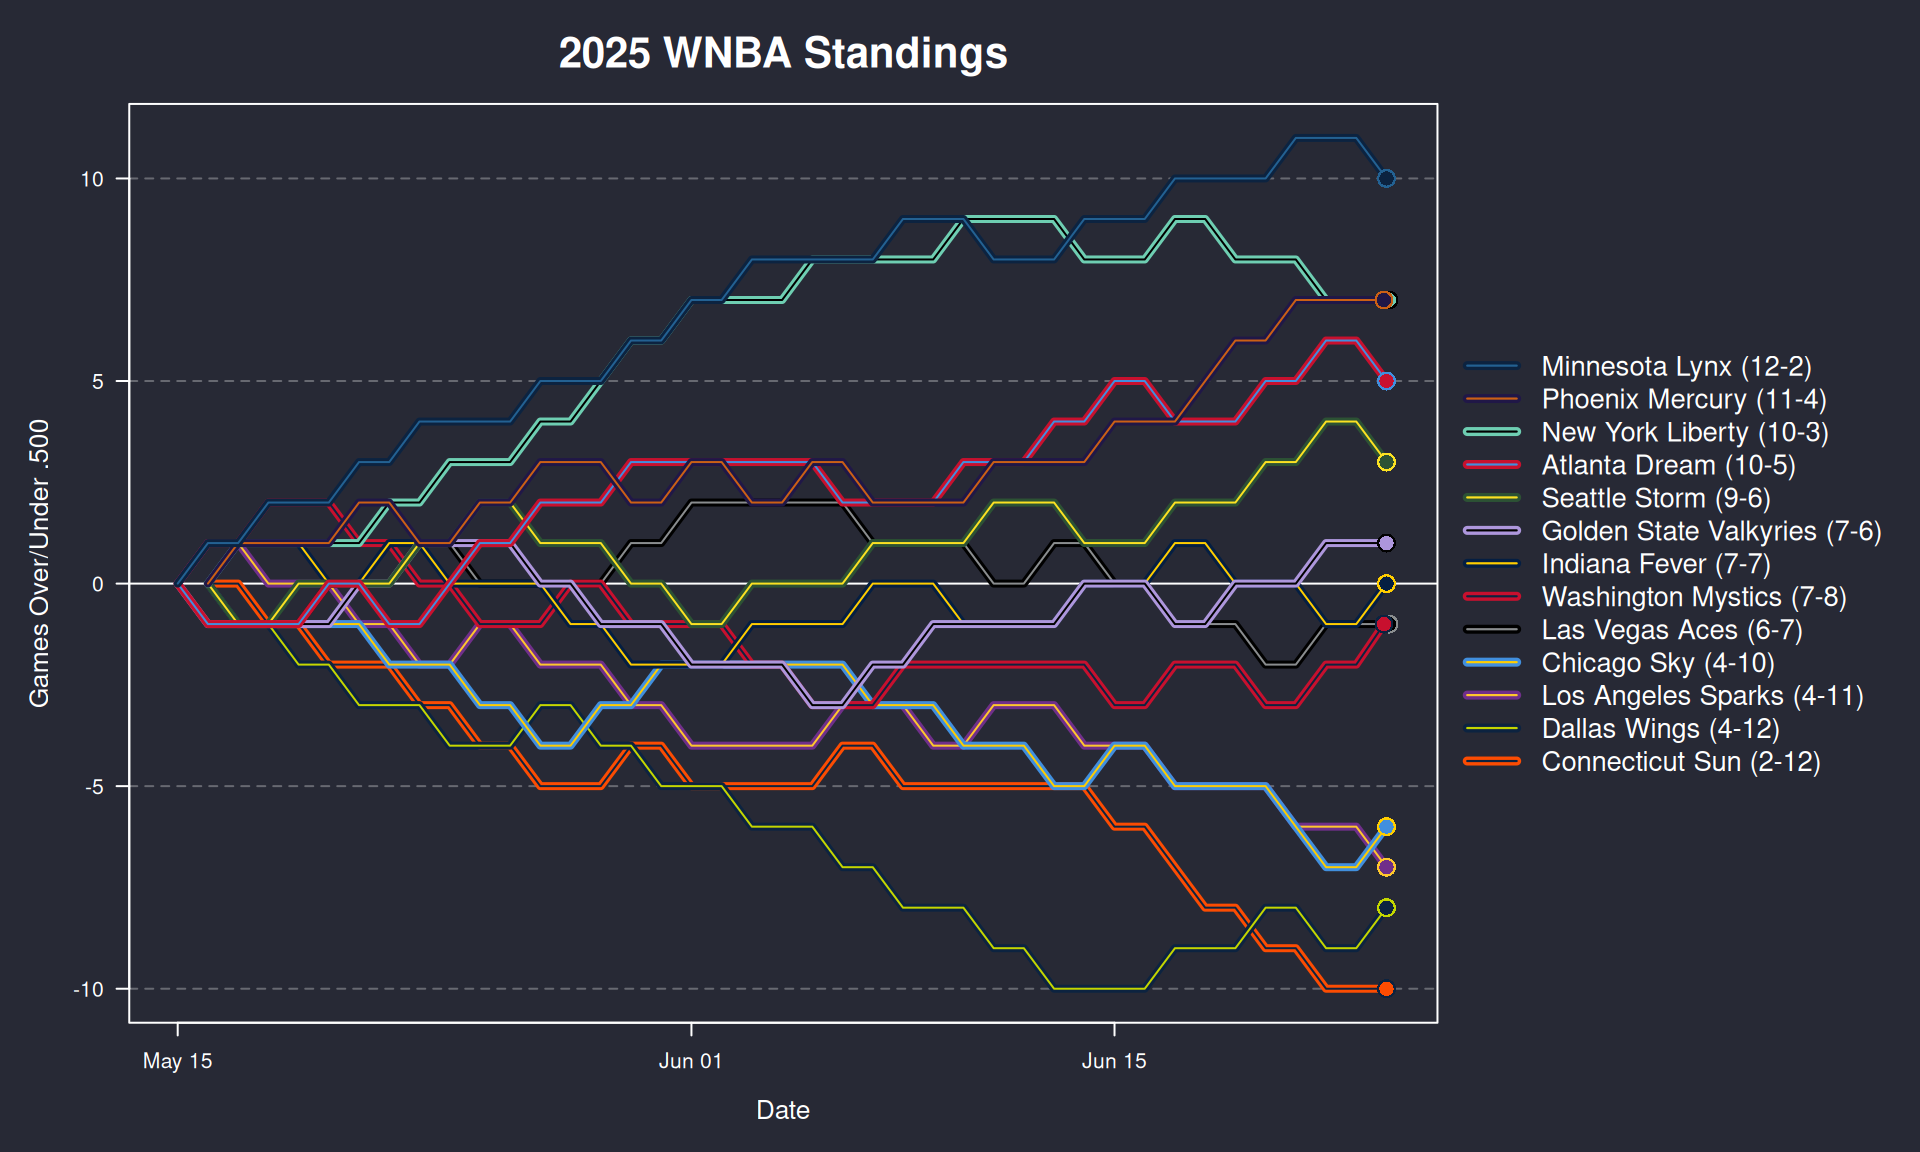 2025 WNBA Standings
Games Over/Under .500
10
5
0
-5
-10
May 15
Jun 01
Jun 15
Date
Minnesota Lynx (12-2)
Phoenix Mercury (11-4)
New York Liberty (10-3)
Atlanta Dream (10-5)
Seattle Storm (9-6)
Golden State Valkyries (7-6)
Indiana Fever (7-7)
Washington Mystics (7-8)
Las Vegas Aces (6-7)
Chicago Sky (4-10)
Los Angeles Sparks (4-11)
Dallas Wings (4-12)
Connecticut Sun (2-12)